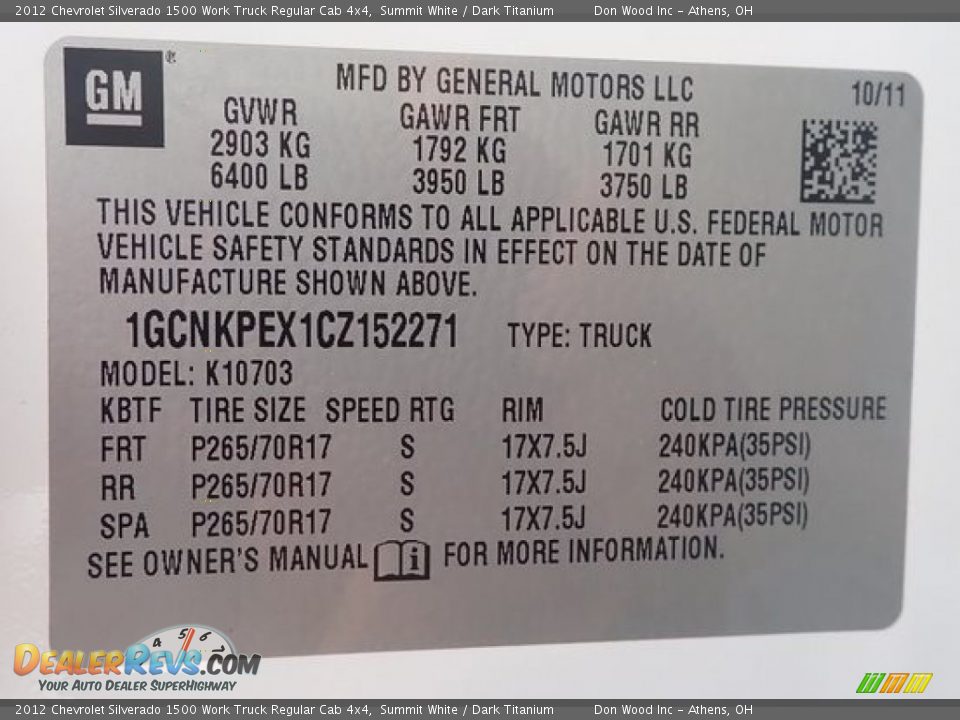 2012 Chevrolet Silverado 1500 Work Truck Regular Cab 4x4, Summit White / Dark Titanium Don Wood Inc - Athens, OH
GM ®
MFD BY GENERAL MOTORS LLC 10/11
GVWR GAWR FRT GAWR RR
2903 KG 1792 KG 1701 KG
6400 LB 3950 LB 3750 LB
THIS VEHICLE CONFORMS TO ALL APPLICABLE U.S. FEDERAL MOTOR
VEHICLE SAFETY STANDARDS IN EFFECT ON THE DATE OF
MANUFACTURE SHOWN ABOVE.
1GCNKPEX1CZ152271 TYPE: TRUCK
MODEL: K10703
KBTF TIRE SIZE SPEED RTG RIM COLD TIRE PRESSURE
FRT P265/70R17 S 17X7.5J 240KPA(35PSI)
RR P265/70R17 S 17X7.5J 240KPA(35PSI)
SPA P265/70R17 S 17X7.5J 240KPA(35PSI)
SEE OWNER'S MANUAL i FOR MORE INFORMATION.
4 5 6
DEALERREVS.COM
YOUR AUTO DEALER SUPERHIGHWAY
2012 Chevrolet Silverado 1500 Work Truck Regular Cab 4x4, Summit White / Dark Titanium Don Wood Inc - Athens, OH